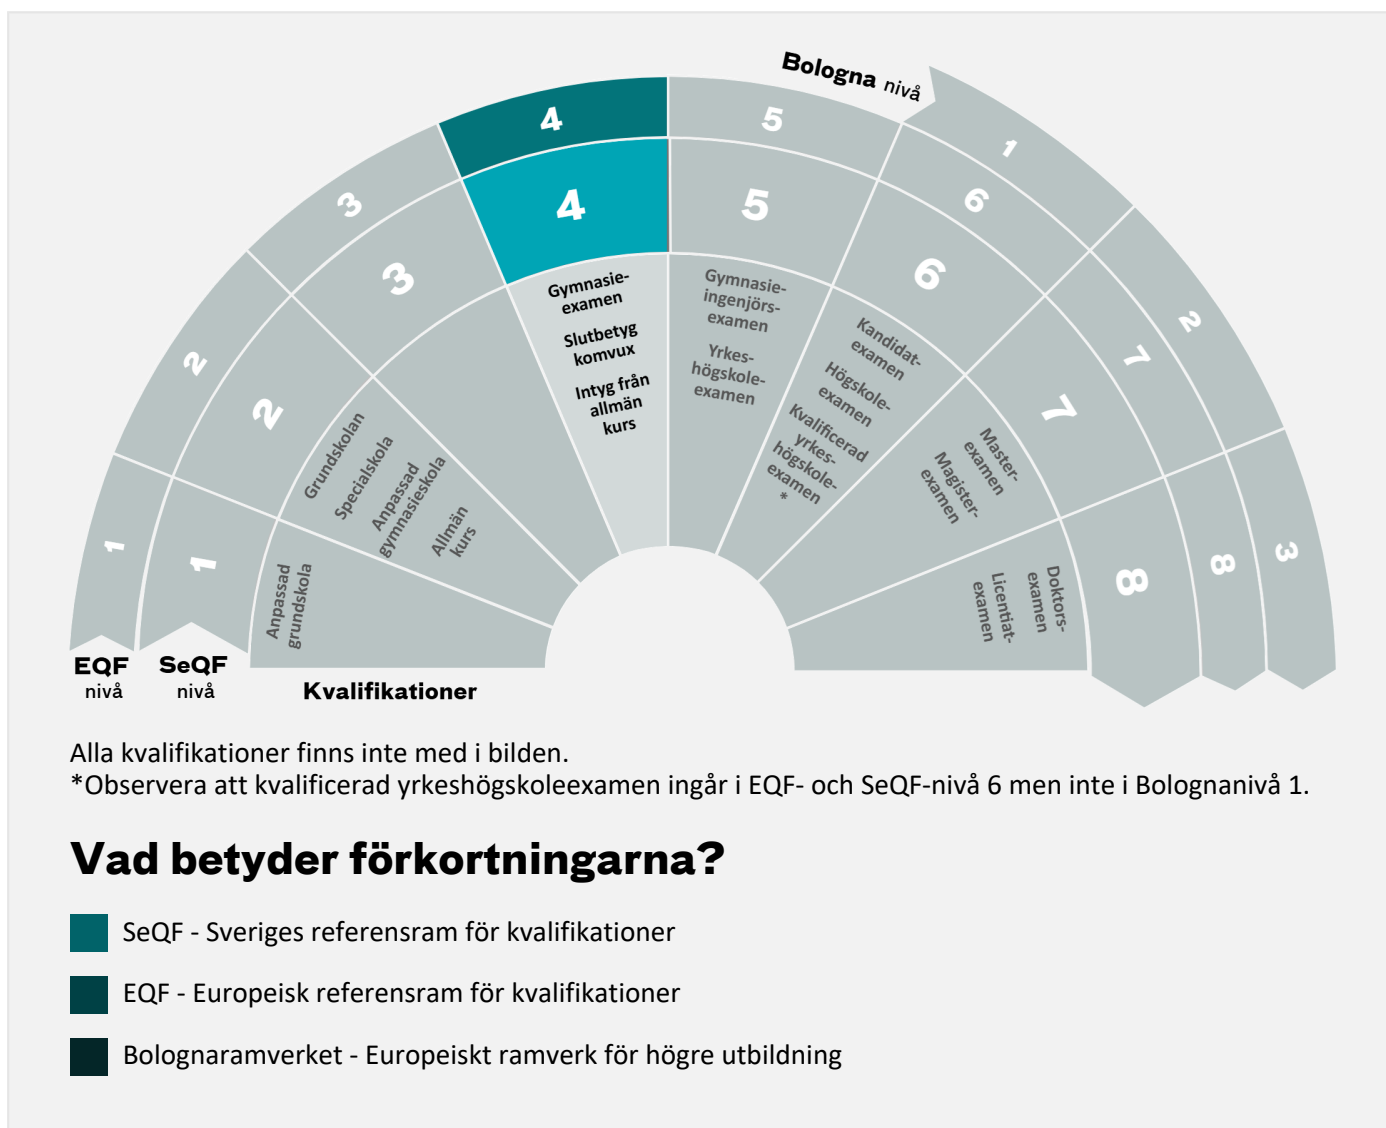 Bologna nivå
1
2
3
4
5
6
7
8
1
2
3
1
2
3
4
5
6
7
8
Anpassad
grundskola
Grundskolan
Specialskola
Anpassad
gymnasieskola
Allmän
kurs
Gymnasie-
examen
Slutbetyg
komvux
Intyg från
allmän
kurs
Gymnasie-
ingenjörs-
examen
Yrkes-
högskole-
examen
Kandidat-
examen
Högskole-
examen
Kvalificerad
yrkes-
högskole-
examen
*
Master-
examen
Magister-
examen
Doktors-
examen
Licentiat-
examen
EQF
nivå
SeQF
nivå
Kvalifikationer
Alla kvalifikationer finns inte med i bilden.
*Observera att kvalificerad yrkeshögskoleexamen ingår i EQF- och SeQF-nivå 6 men inte i Bolognanivå 1.
Vad betyder förkortningarna?
SeQF - Sveriges referensram för kvalifikationer
EQF - Europeisk referensram för kvalifikationer
Bolognaramverket - Europeiskt ramverk för högre utbildning